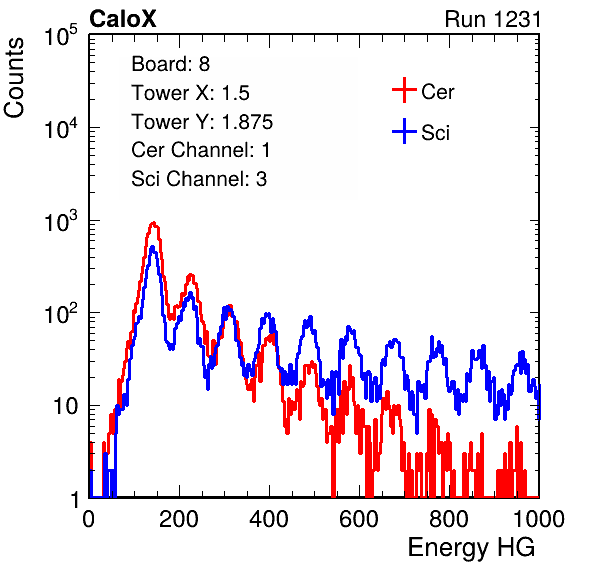 CaloX Run 1231
Counts
Board: 8
Tower X: 1.5
Tower Y: 1.875
Cer Channel: 1
Sci Channel: 3
Cer
Sci
10^5
10^4
10^3
10^2
10
1
0 200 400 600 800 1000
Energy HG